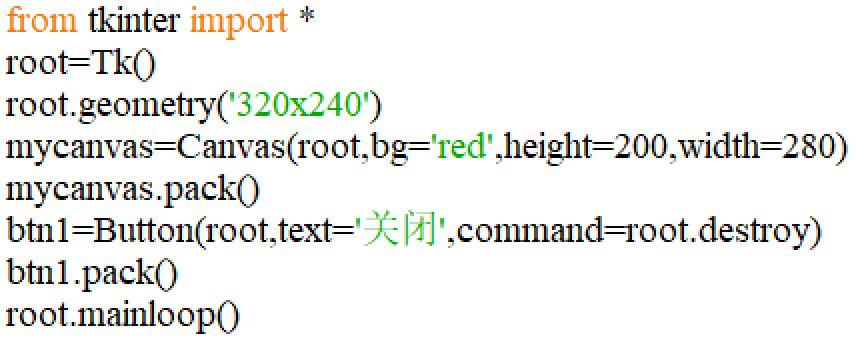 from tkinter import *
root=Tk()
root.geometry('320x240')
mycanvas=Canvas(root,bg='red',height=200,width=280)
mycanvas.pack()
btn1=Button(root,text='关闭',command=root.destroy)
btn1.pack()
root.mainloop()